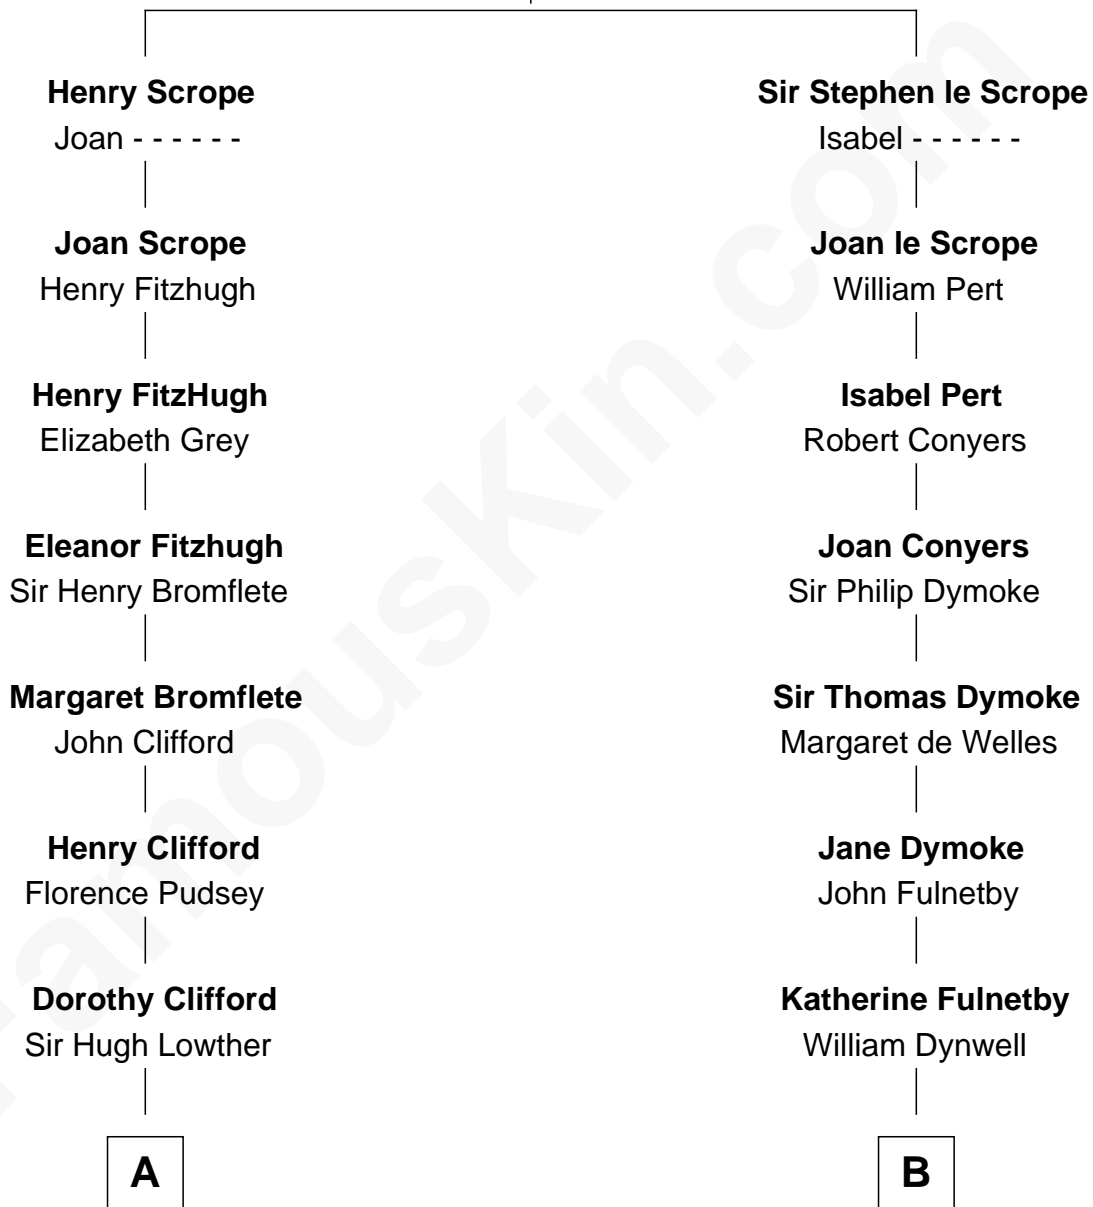 Henry Scrope
Joan - - - - - -
Joan Scrope
Henry Fitzhugh
Henry FitzHugh
Elizabeth Grey
Eleanor Fitzhugh
Sir Henry Bromflete
Margaret Bromflete
John Clifford
Henry Clifford
Florence Pudsey
Dorothy Clifford
Sir Hugh Lowther
A
Sir Stephen le Scrope
Isabel - - - - - -
Joan le Scrope
William Pert
Isabel Pert
Robert Conyers
Joan Conyers
Sir Philip Dymoke
Sir Thomas Dymoke
Margaret de Welles
Jane Dymoke
John Fulnetby
Katherine Fulnetby
William Dynwell
B
FamousKin.com